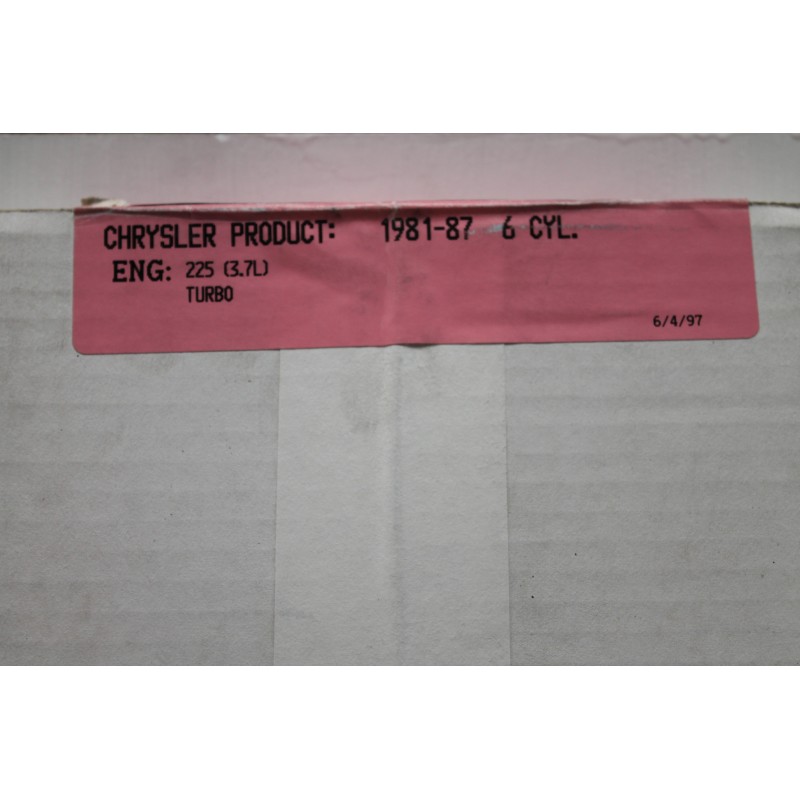 CHRYSLER PRODUCT: 1981-87 6 CYL.
ENG: 225 (3.7L)
TURBO
6/4/97